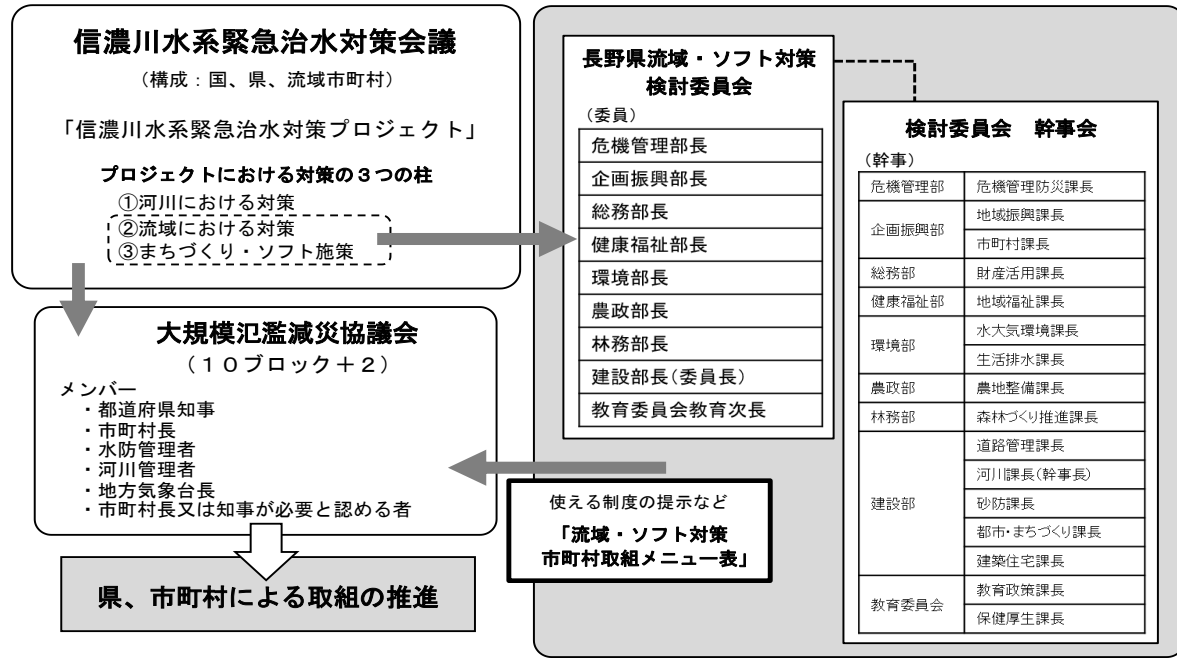 信濃川水系緊急治水対策会議
（構成：国、県、流域市町村）
「信濃川水系緊急治水対策プロジェクト」
プロジェクトにおける対策の３つの柱
①河川における対策
②流域における対策
③まちづくり・ソフト施策
大規模氾濫減災協議会
（１０ブロック＋２）
メンバー
・都道府県知事
・市町村長
・水防管理者
・河川管理者
・地方気象台長
・市町村長又は知事が必要と認める者
県、市町村による取組の推進
長野県流域・ソフト対策
検討委員会
（委員）
危機管理部長
企画振興部長
総務部長
健康福祉部長
環境部長
農政部長
林務部長
建設部長(委員長)
教育委員会教育次長
使える制度の提示など
「流域・ソフト対策
市町村取組メニュー表」
検討委員会　幹事会
（幹事）
危機管理部 危機管理防災課長
企画振興部 地域振興課長
市町村課長
総務部 財産活用課長
健康福祉部 地域福祉課長
環境部 水大気環境課長
生活排水課長
農政部 農地整備課長
林務部 森林づくり推進課長
建設部 道路管理課長
河川課長(幹事長)
砂防課長
都市・まちづくり課長
建築住宅課長
教育委員会 教育政策課長
保健厚生課長